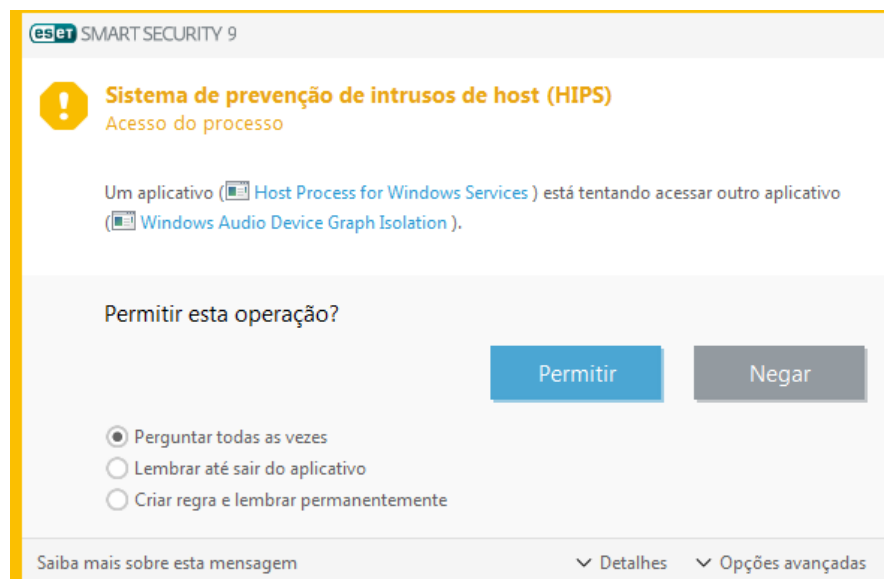 eset SMART SECURITY 9
Sistema de prevenção de intrusos de host (HIPS)
Acesso do processo
Um aplicativo ( Host Process for Windows Services ) está tentando acessar outro aplicativo
( Windows Audio Device Graph Isolation ).
Permitir esta operação?
Permitir Negar
Perguntar todas as vezes
Lembrar até sair do aplicativo
Criar regra e lembrar permanentemente
Saiba mais sobre esta mensagem Detalhes Opções avançadas